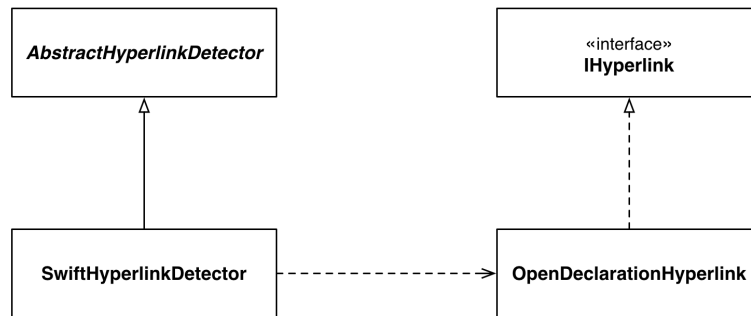 AbstractHyperlinkDetector
«interface»
IHyperlink
SwiftHyperlinkDetector
OpenDeclarationHyperlink